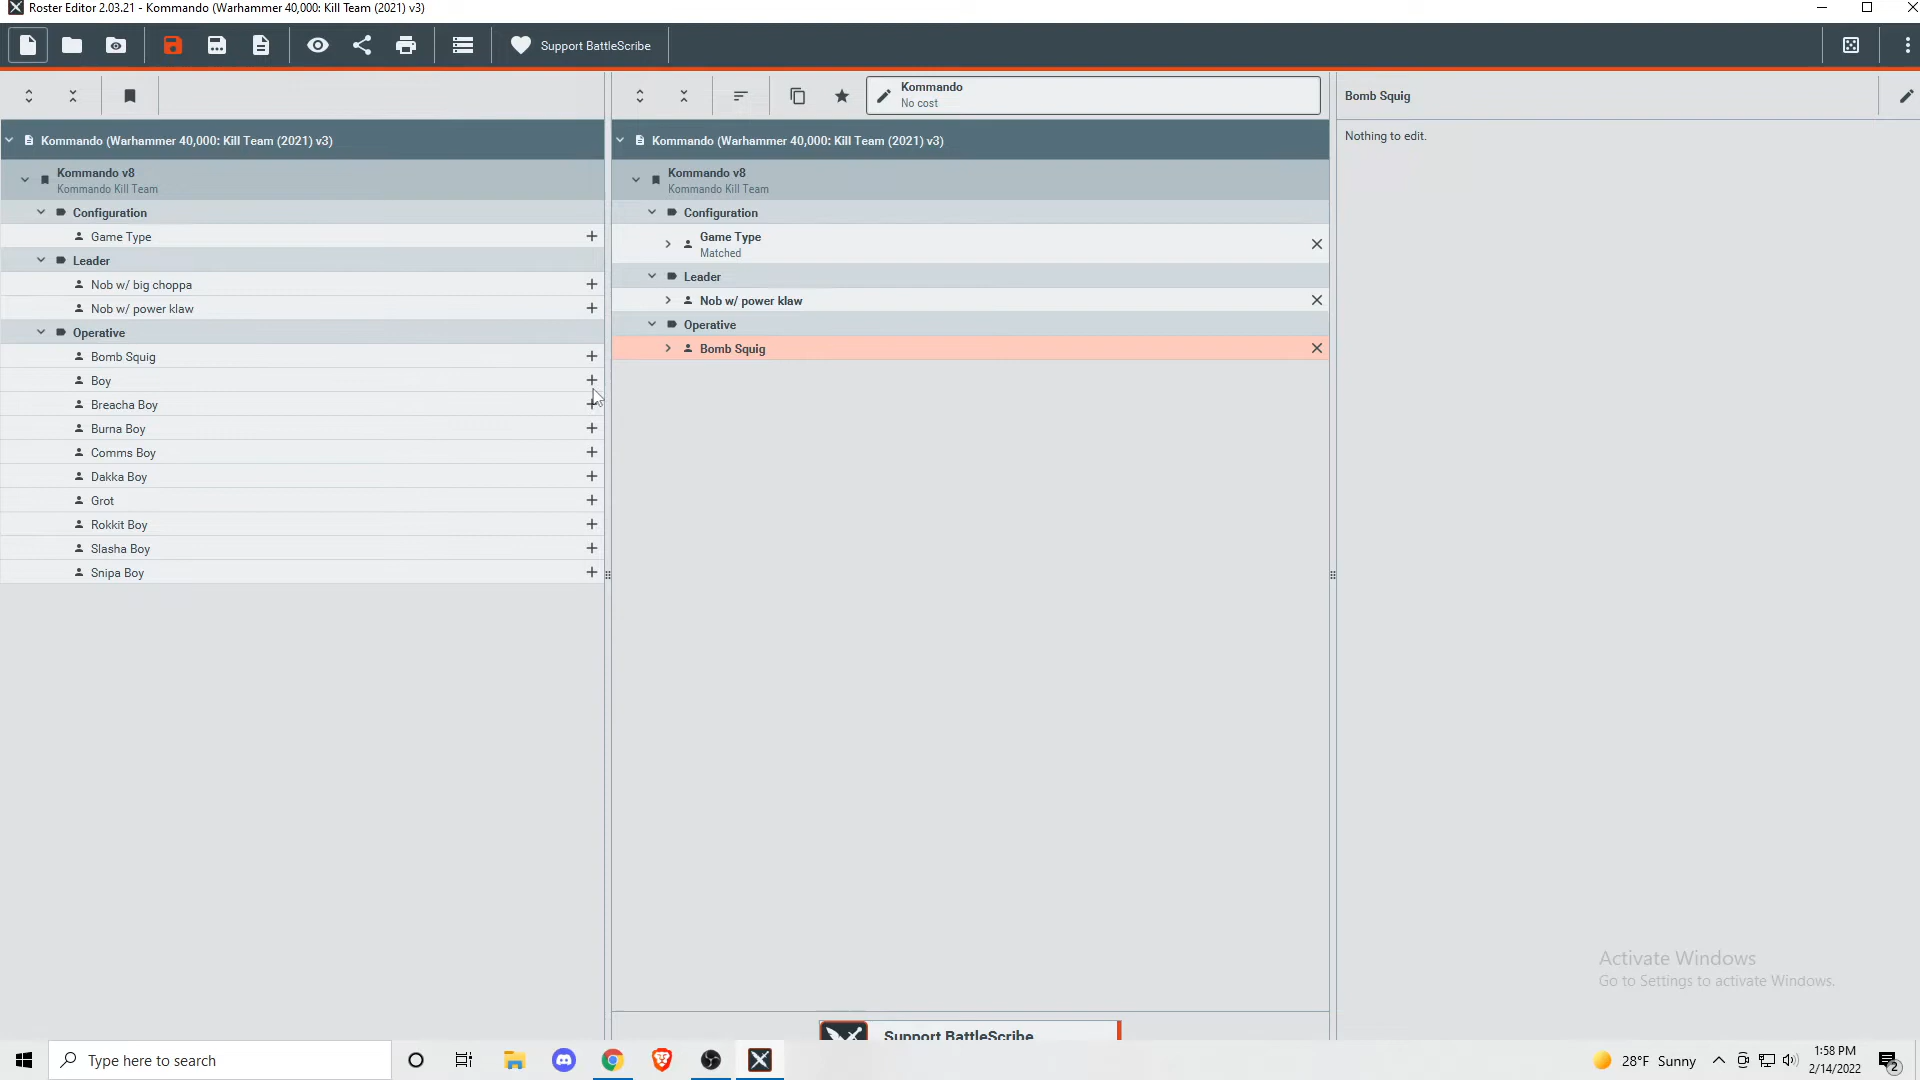 Roster Editor 2.03.21 - Kommando (Warhammer 40,000: Kill Team (2021) v3)
Support BattleScribe
Kommando
No cost
Bomb Squig
Kommando (Warhammer 40,000: Kill Team (2021) v3)
Kommando v8
Kommando Kill Team
Configuration
Game Type
Leader
Nob w/ big choppa
Nob w/ power klaw
Operative
Bomb Squig
Boy
Breacha Boy
Burna Boy
Comms Boy
Dakka Boy
Grot
Rokkit Boy
Slasha Boy
Snipa Boy
Kommando (Warhammer 40,000: Kill Team (2021) v3)
Kommando v8
Kommando Kill Team
Configuration
Game Type
Matched
Leader
Nob w/ power klaw
Operative
Bomb Squig
Nothing to edit.
Activate Windows
Go to Settings to activate Windows.
Support BattleScribe
Type here to search
28°F Sunny
1:58 PM
2/14/2022
2